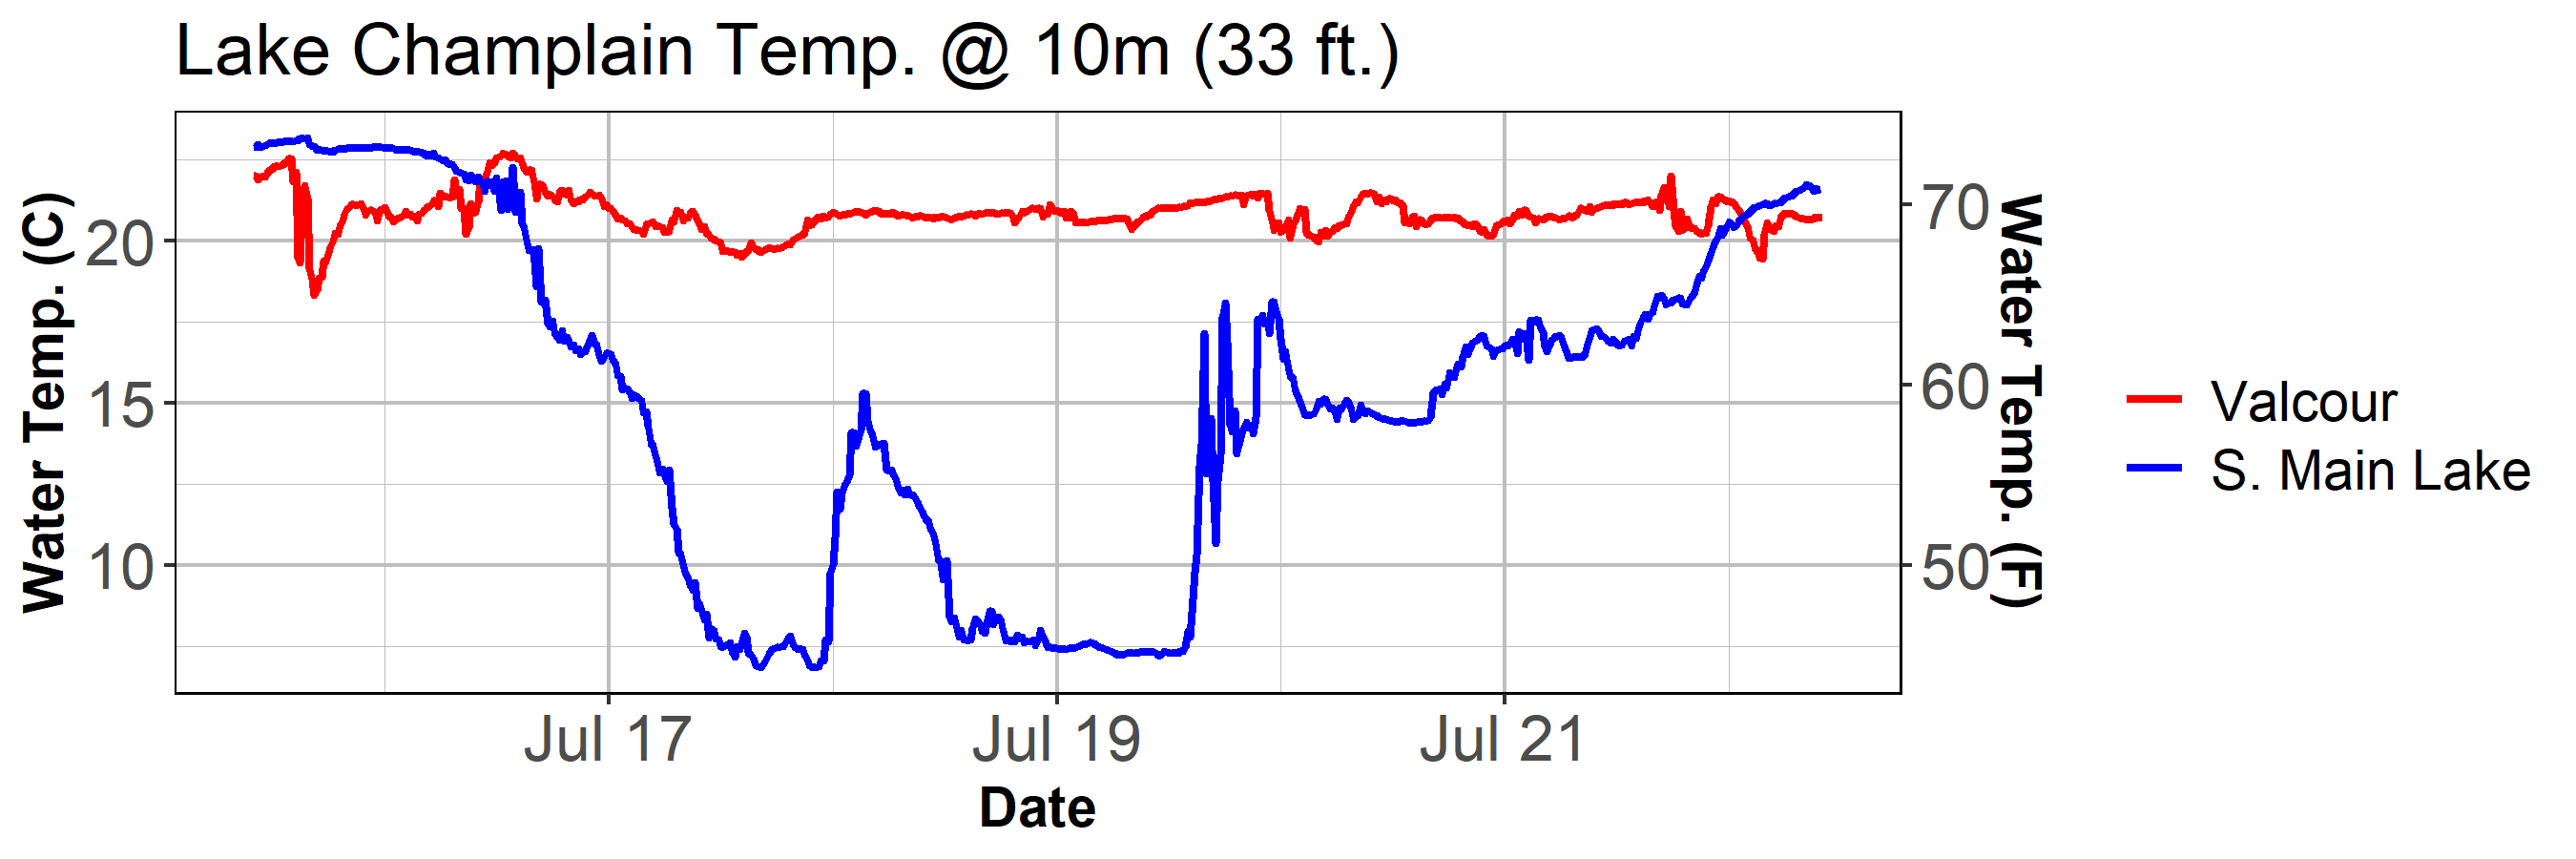 Lake Champlain Temp. @ 10m (33 ft.)
Water Temp. (C)
20
15
10
70
60
50
Water Temp. (F)
Jul 17
Jul 19
Jul 21
Date
Valcour
S. Main Lake